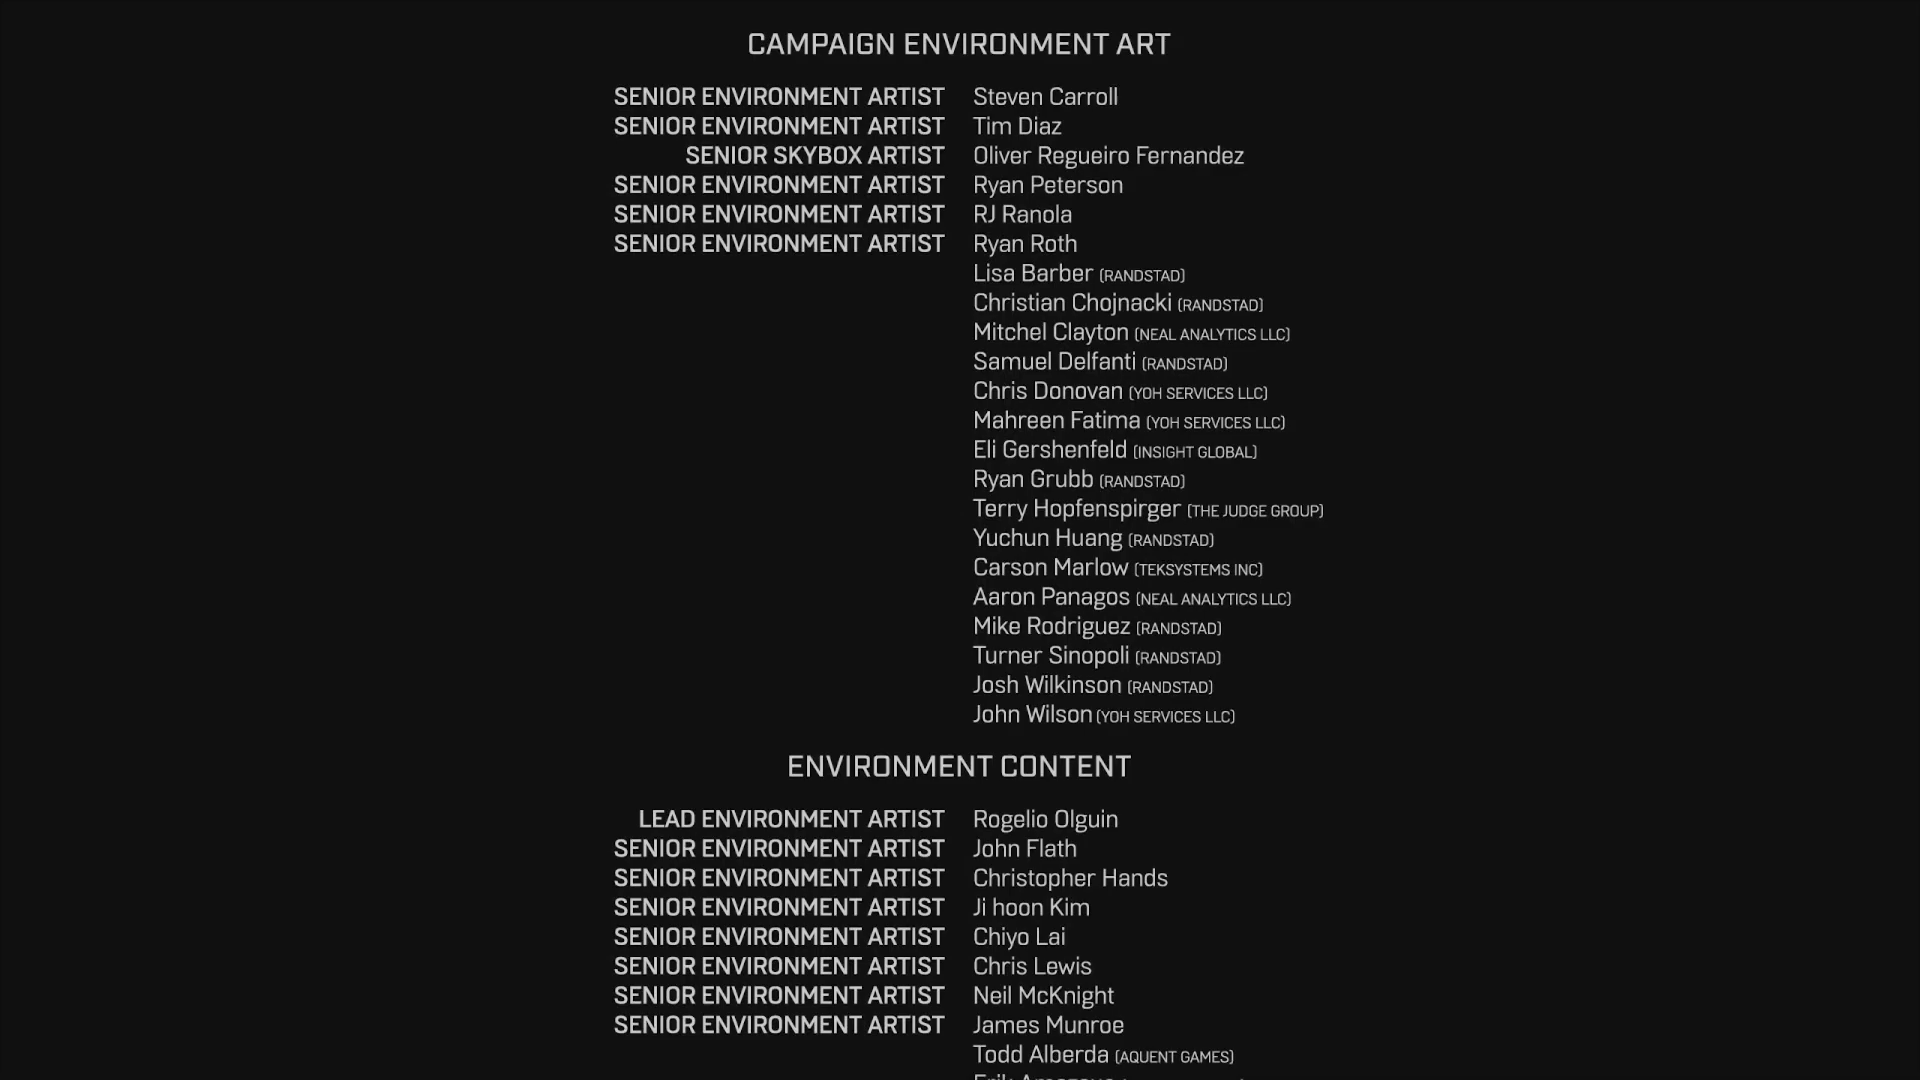 CAMPAIGN ENVIRONMENT ART
SENIOR ENVIRONMENT ARTIST Steven Carroll
SENIOR ENVIRONMENT ARTIST Tim Diaz
SENIOR SKYBOX ARTIST Oliver Regueiro Fernandez
SENIOR ENVIRONMENT ARTIST Ryan Peterson
SENIOR ENVIRONMENT ARTIST RJ Ranola
SENIOR ENVIRONMENT ARTIST Ryan Roth
Lisa Barber (RANDSTAD)
Christian Chojnacki (RANDSTAD)
Mitchel Clayton (NEAL ANALYTICS LLC)
Samuel Delfanti (RANDSTAD)
Chris Donovan (YOH SERVICES LLC)
Mahreen Fatima (YOH SERVICES LLC)
Eli Gershenfeld (INSIGHT GLOBAL)
Ryan Grubb (RANDSTAD)
Terry Hopfenspirger (THE JUDGE GROUP)
Yuchun Huang (RANDSTAD)
Carson Marlow (TEKSYSTEMS INC)
Aaron Panagos (NEAL ANALYTICS LLC)
Mike Rodriguez (RANDSTAD)
Turner Sinopoli (RANDSTAD)
Josh Wilkinson (RANDSTAD)
John Wilson (YOH SERVICES LLC)
ENVIRONMENT CONTENT
LEAD ENVIRONMENT ARTIST Rogelio Olguin
SENIOR ENVIRONMENT ARTIST John Flath
SENIOR ENVIRONMENT ARTIST Christopher Hands
SENIOR ENVIRONMENT ARTIST Ji hoon Kim
SENIOR ENVIRONMENT ARTIST Chiyo Lai
SENIOR ENVIRONMENT ARTIST Chris Lewis
SENIOR ENVIRONMENT ARTIST Neil McKnight
SENIOR ENVIRONMENT ARTIST James Munroe
Todd Alberda (AQUENT GAMES)